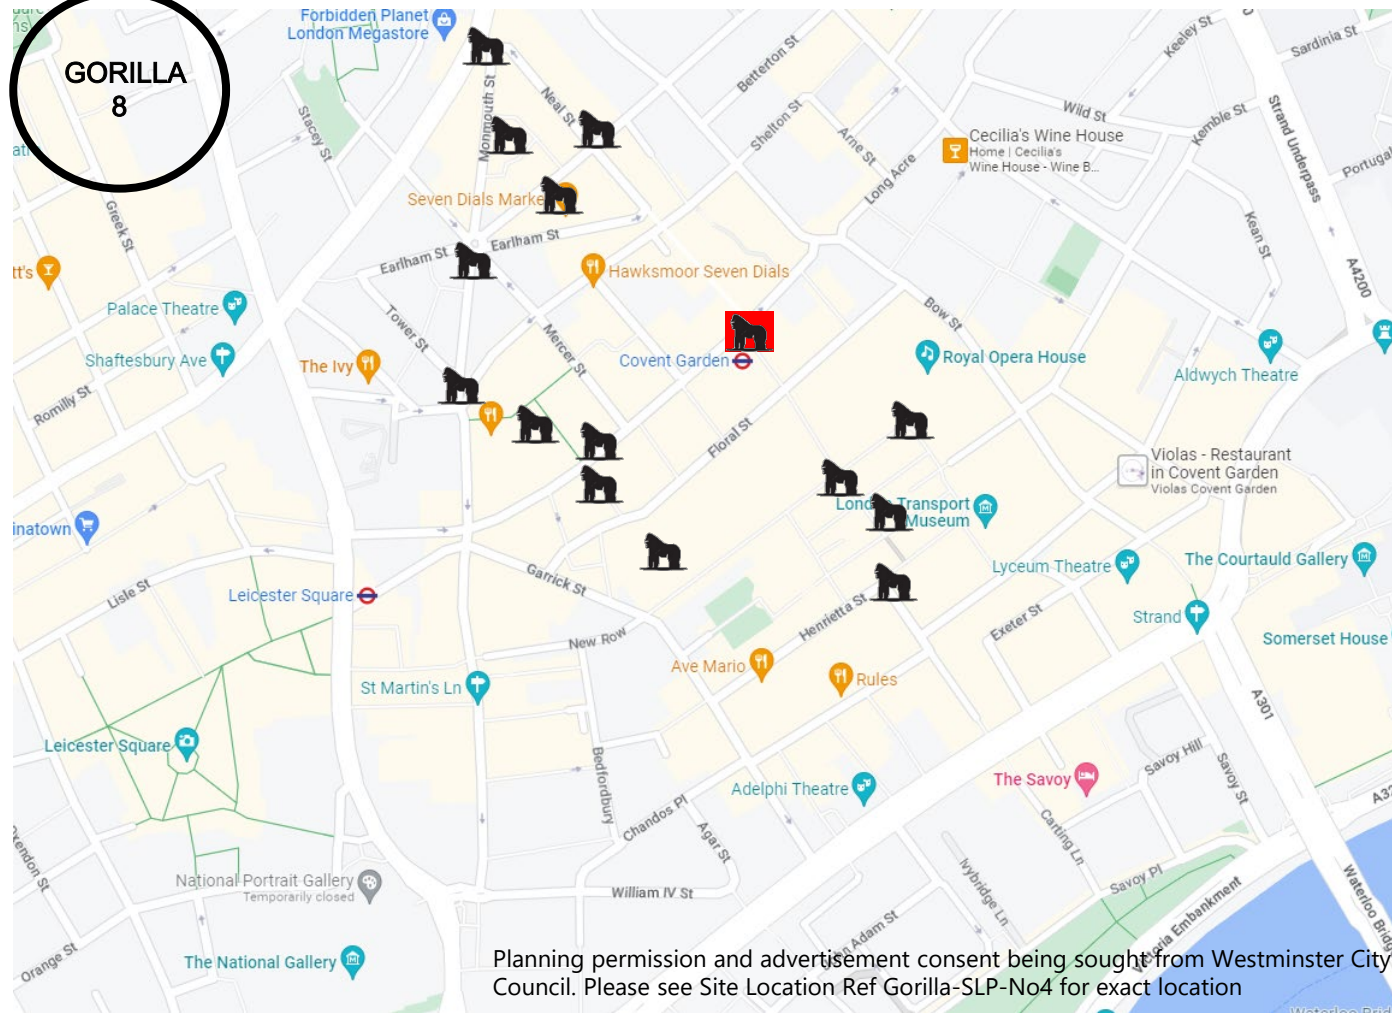 GORILLA
8
Forbidden Planet
London Megastore
Stacey St
Monmouth St
Neal St
Betterton St
Shelton St
Arne St
Long Acre
Wild St
Keeley St
Sardinia St
Kemble St
Strand Underpass
Portugal
Cecilia's Wine House
Home | Cecilia's
Wine House - Wine B...
Greek St
Seven Dials Marke
Earlham St
Earlham St
Kean St
A4200
tt's
Hawksmoor Seven Dials
Palace Theatre
Tower St
Mercer St
Bow St
Shaftesbury Ave
The Ivy
Covent Garden
Royal Opera House
Aldwych Theatre
Romilly St
Floral St
Violas - Restaurant
in Covent Garden
Violas Covent Garden
inatown
London Transport
Museum
Lisle St
Leicester Square
Garrick St
Lyceum Theatre
The Courtauld Gallery
Henrietta St
Exeter St
Strand
New Row
Somerset House
Ave Mario
Rules
St Martin's Ln
A301
Leicester Square
Bedfordbury
Savoy Hill
Savoy St
The Savoy
Adelphi Theatre
Chandos Pl
Agar St
Carting Ln
National Portrait Gallery
Temporarily closed
William IV St
Ivybridge Ln
Savoy Pl
Victoria Embankment
Waterloo Bridg
Adam St
Orange St
The National Gallery
Planning permission and advertisement consent being sought from Westminster City
Council. Please see Site Location Ref Gorilla-SLP-No4 for exact location